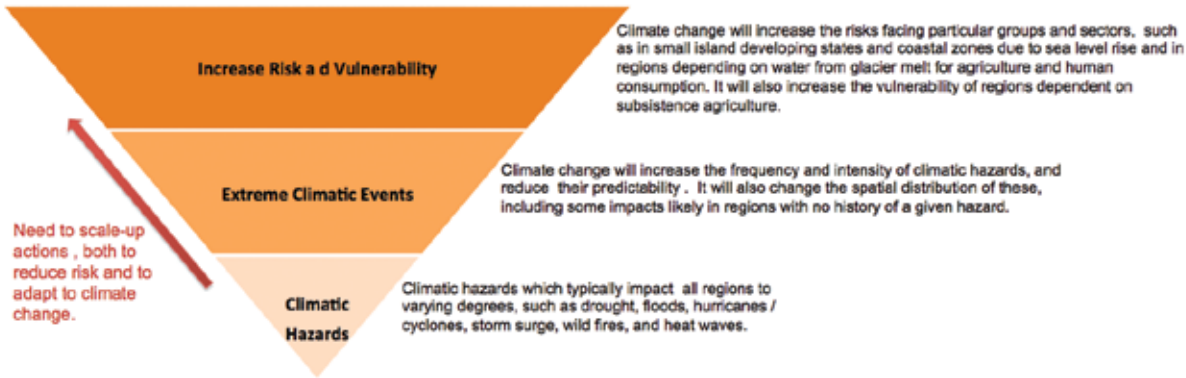 Climate change will increase the risks facing particular groups and sectors, such
as in small island developing states and coastal zones due to sea level rise and in
regions depending on water from glacier melt for agriculture and human
consumption. It will also increase the vulnerability of regions dependent on
subsistence agriculture.
Increase Risk a d Vulnerability
Climate change will increase the frequency and intensity of climatic hazards, and
reduce their predictability . It will also change the spatial distribution of these,
including some impacts likely in regions with no history of a given hazard.
Extreme Climatic Events
Need to scale-up
actions , both to
reduce risk and to
adapt to climate
change.
Climatic hazards which typically impact all regions to
varying degrees, such as drought, floods, hurricanes /
cyclones, storm surge, wild fires, and heat waves.
Climatic
Hazards